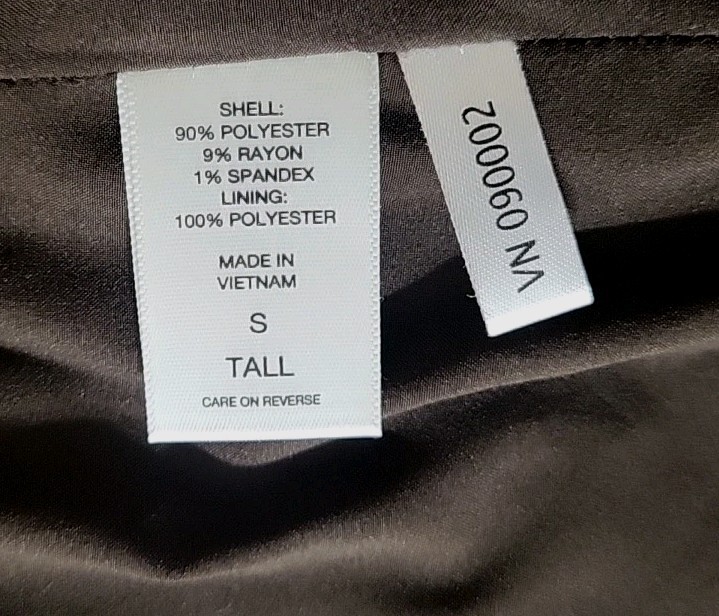 SHELL:
90% POLYESTER
9% RAYON
1% SPANDEX
LINING:
100% POLYESTER
MADE IN
VIETNAM
S
TALL
CARE ON REVERSE
VN 090002